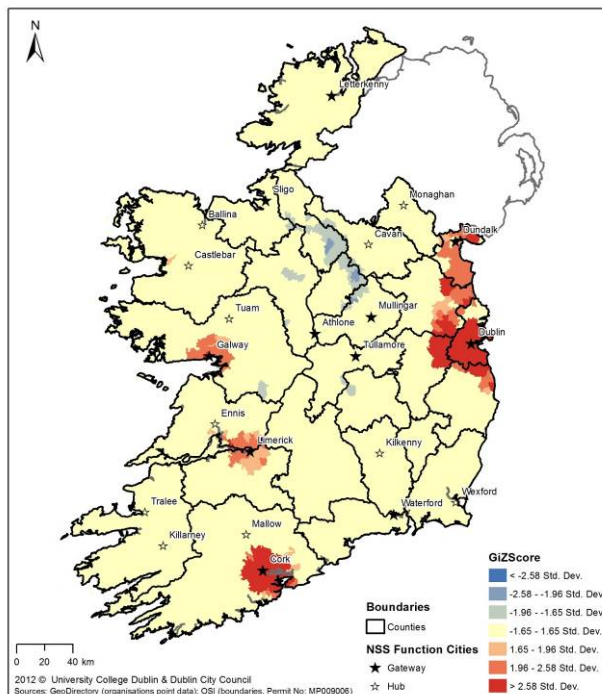 N
Letterkenny
Sligo
Monaghan
Ballina
Cavan
Dundalk
Castlebar
Tuam
Mullingar
Athlone
Dublin
Galway
Tullamore
Ennis
Limerick
Kilkenny
Tralee
Wexford
Waterford
Killarney
Mallow
Cork
GiZScore
< -2.58 Std. Dev.
-2.58 - -1.96 Std. Dev.
-1.96 - -1.65 Std. Dev.
-1.65 - 1.65 Std. Dev.
1.65 - 1.96 Std. Dev.
1.96 - 2.58 Std. Dev.
> 2.58 Std. Dev.
Boundaries
Counties
NSS Function Cities
Gateway
Hub
0 20 40 km
2012 © University College Dublin & Dublin City Council
Sources: GeoDirectory (organisations point data); OSI (boundaries, Permit No: MP009006)